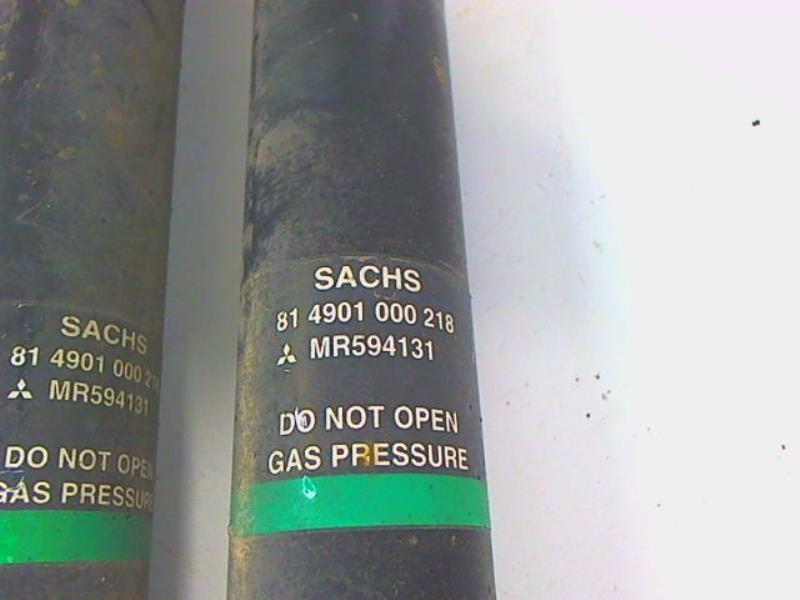 SACHS
81 4901 000 218
MR594131
DO NOT OPEN
GAS PRESSURE
SACHS
81 4901 000 218
MR594131
DO NOT OPEN
GAS PRESSURE